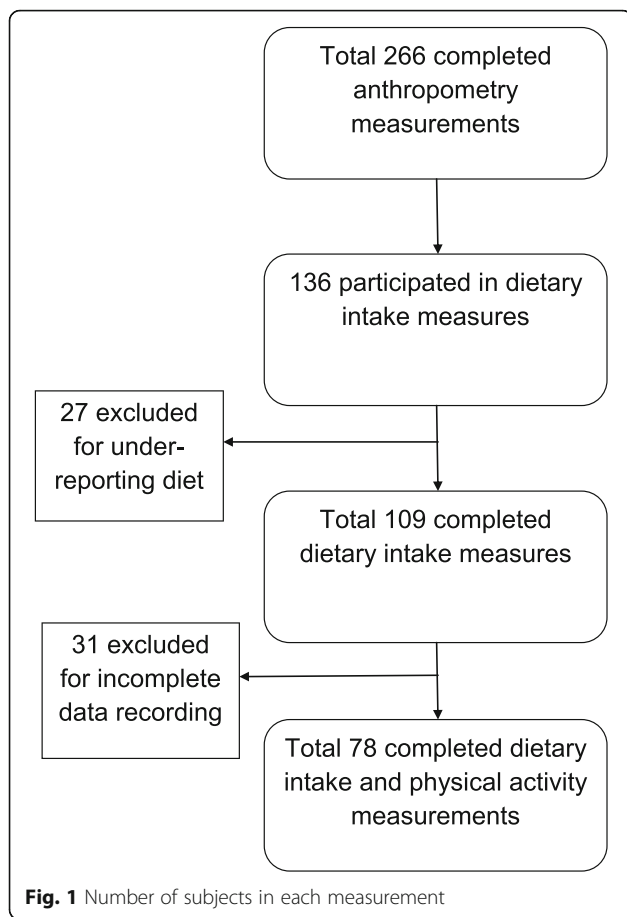 Total 266 completed
anthropometry
measurements
136 participated in dietary
intake measures
27 excluded
for under-
reporting diet
Total 109 completed
dietary intake measures
31 excluded
for incomplete
data recording
Total 78 completed dietary
intake and physical activity
measurements
Fig. 1 Number of subjects in each measurement